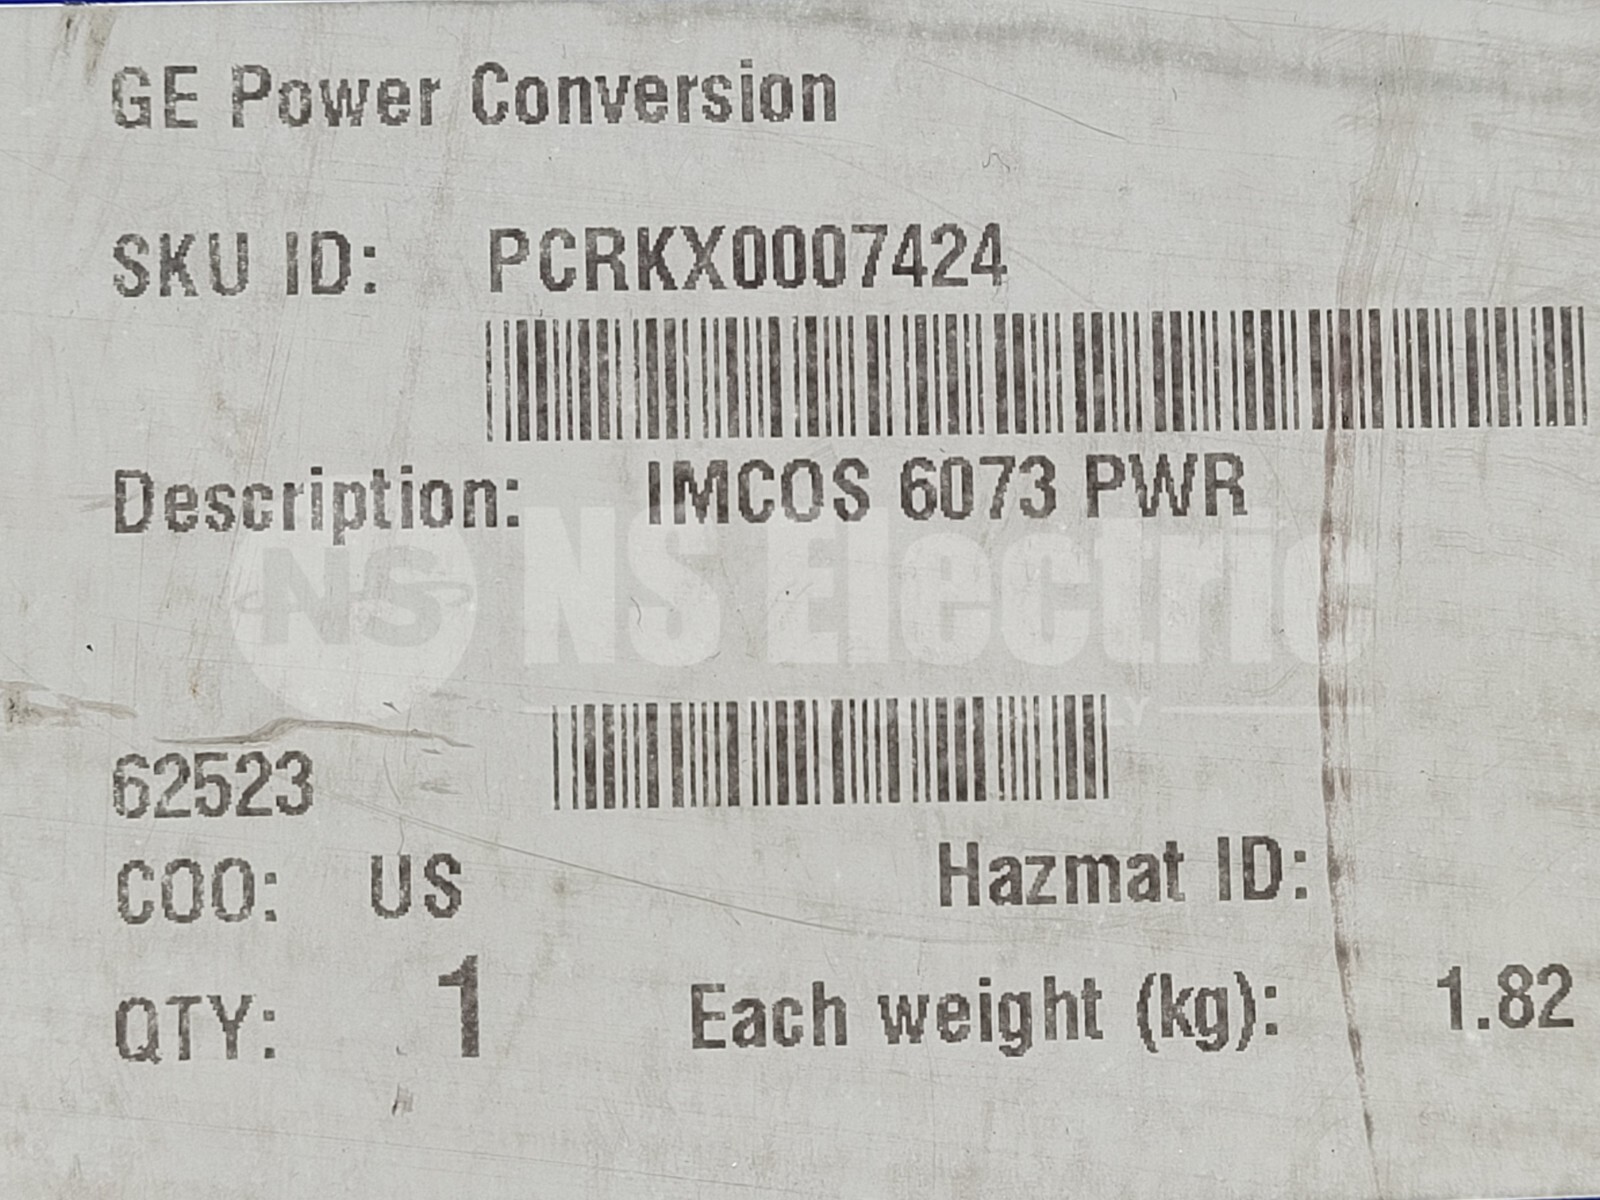 GE Power Conversion
SKU ID: PCRKX0007424
Description: IMCOS 6073 PWR
NS NS Electric
62523
COO: US Hazmat ID:
QTY: 1 Each weight (kg): 1.82